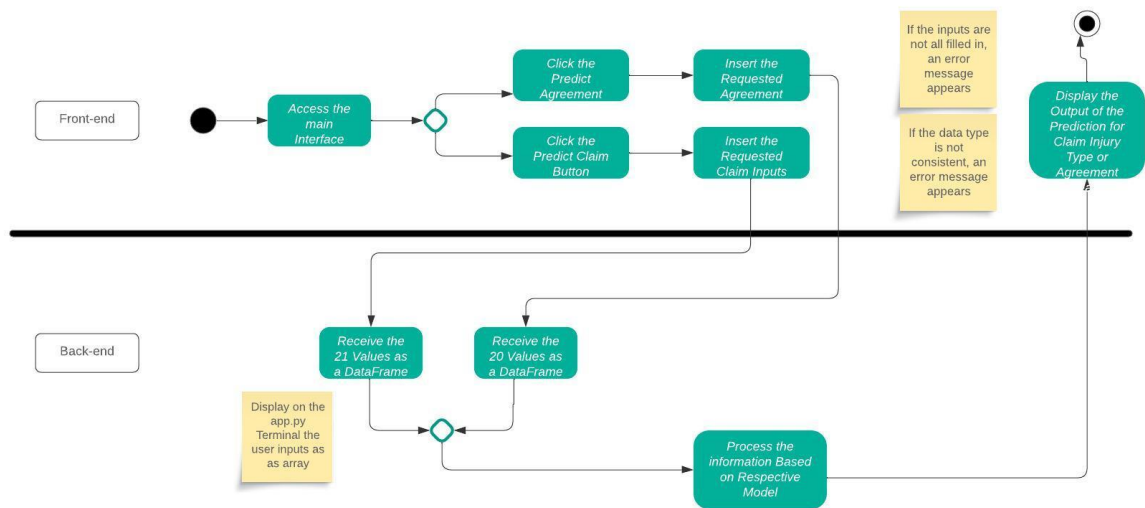 Front-end
Access the
main
Interface
Click the
Predict
Agreement
Insert the
Requested
Agreement
Click the
Predict Claim
Button
Insert the
Requested
Claim Inputs
If the inputs are
not all filled in,
an error
message
appears
If the data type
is not
consistent, an
error message
appears
Display the
Output of the
Prediction for
Claim Injury
Type or
Agreement
Back-end
Receive the
21 Values as
a DataFrame
Receive the
20 Values as
a DataFrame
Display on the
app.py
Terminal the
user inputs as
as array
Process the
information Based
on Respective
Model